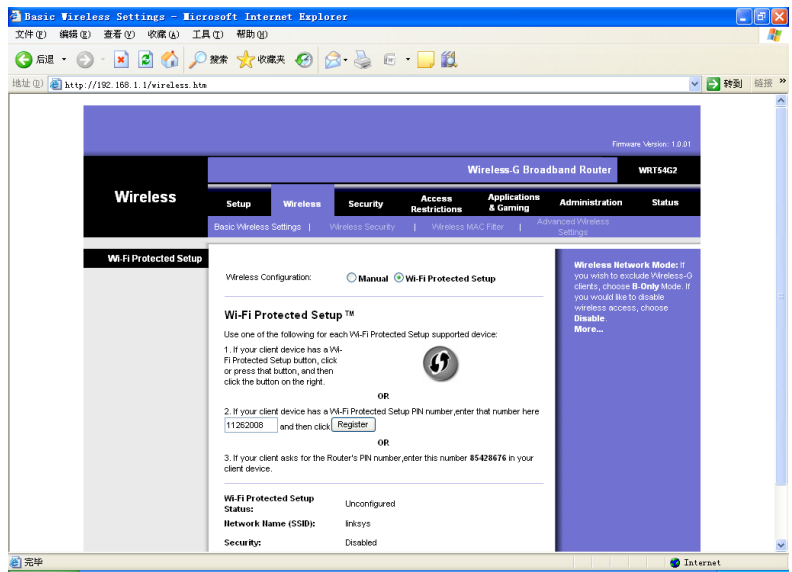 Basic Wireless Settings - Microsoft Internet Explorer
文件(F) 编辑(E) 查看(V) 收藏(A) 工具(T) 帮助(H)
后退 搜索 收藏夹
地址(D) http://192.168.1.1/wireless.htm 转到 链接 »
Firmware Version: 1.0.01
Wireless-G Broadband Router WRT54G2
Wireless
Setup Wireless Security Access Restrictions Applications & Gaming Administration Status
Basic Wireless Settings | Wireless Security | Wireless MAC Filter | Advanced Wireless Settings
Wi-Fi Protected Setup
Wireless Configuration: Manual Wi-Fi Protected Setup
Wi-Fi Protected Setup ™
Use one of the following for each Wi-Fi Protected Setup supported device:
1. If your client device has a Wi-
Fi Protected Setup button, click
or press that button, and then
click the button on the right.
OR
2. If your client device has a Wi-Fi Protected Setup PIN number,enter that number here
11262008 and then click Register
OR
3. If your client asks for the Router's PIN number,enter this number 85428676 in your
client device.
Wi-Fi Protected Setup
Status: Unconfigured
Network Name (SSID): linksys
Security: Disabled
Wireless Network Mode: If
you wish to exclude Wireless-G
clients, choose B-Only Mode. If
you would like to disable
wireless access, choose
Disable.
More...
完毕 Internet